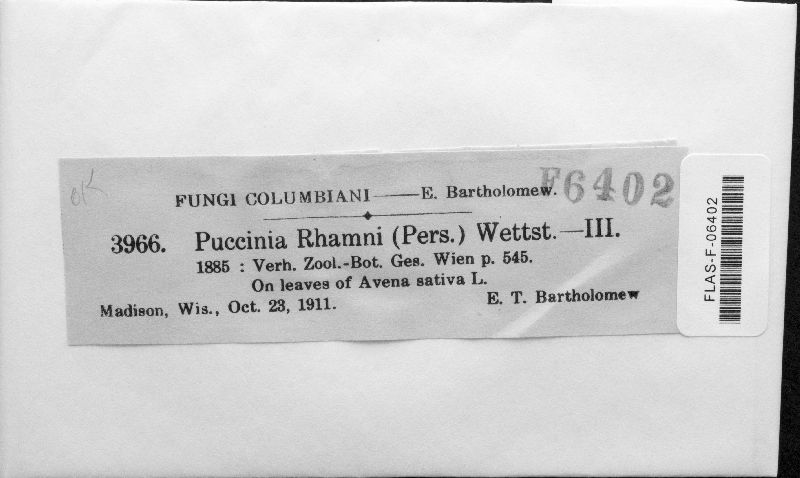 OK
FUNGI COLUMBIANI—E. Bartholomew.
F6402
3966. Puccinia Rhamni (Pers.) Wettst.—III.
1885 : Verh. Zool.-Bot. Ges. Wien p. 545.
On leaves of Avena sativa L.
Madison, Wis., Oct. 23, 1911. E. T. Bartholomew
FLAS-F-06402